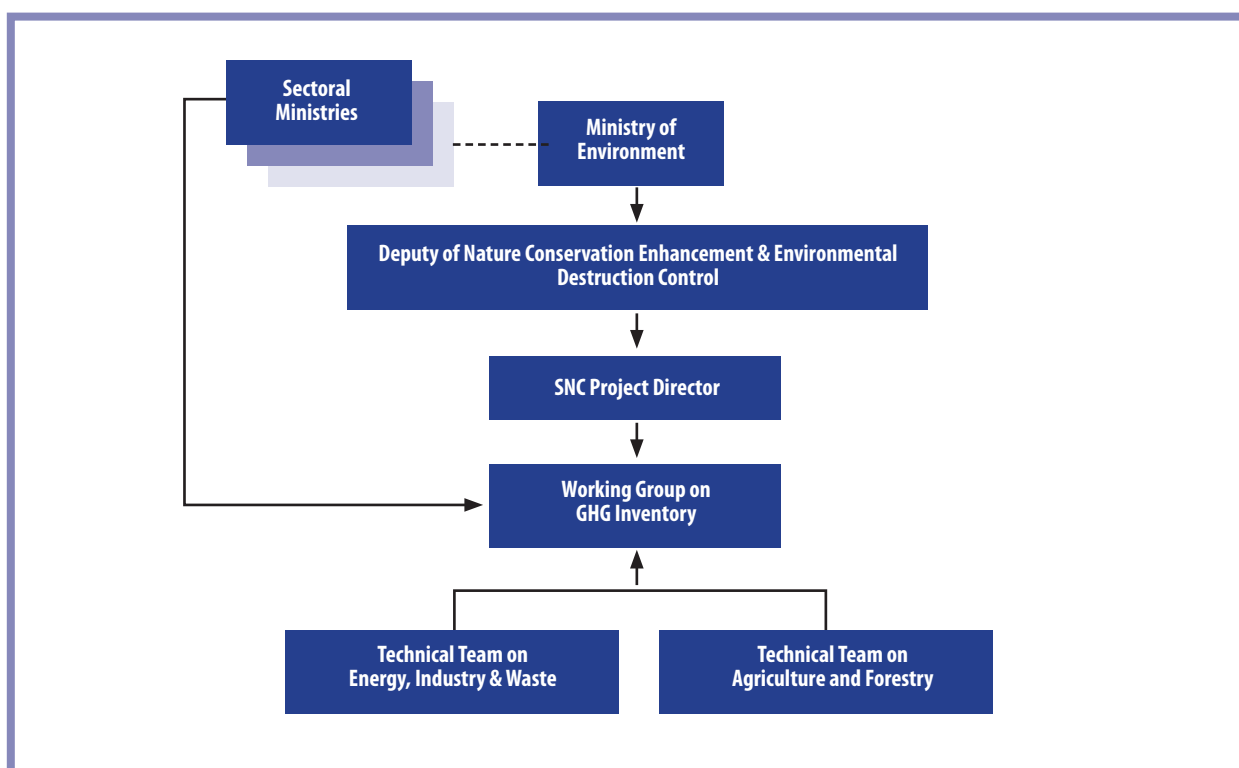 Sectoral
Ministries
Ministry of
Environment
Deputy of Nature Conservation Enhancement & Environmental
Destruction Control
SNC Project Director
Working Group on
GHG Inventory
Technical Team on
Energy, Industry & Waste
Technical Team on
Agriculture and Forestry